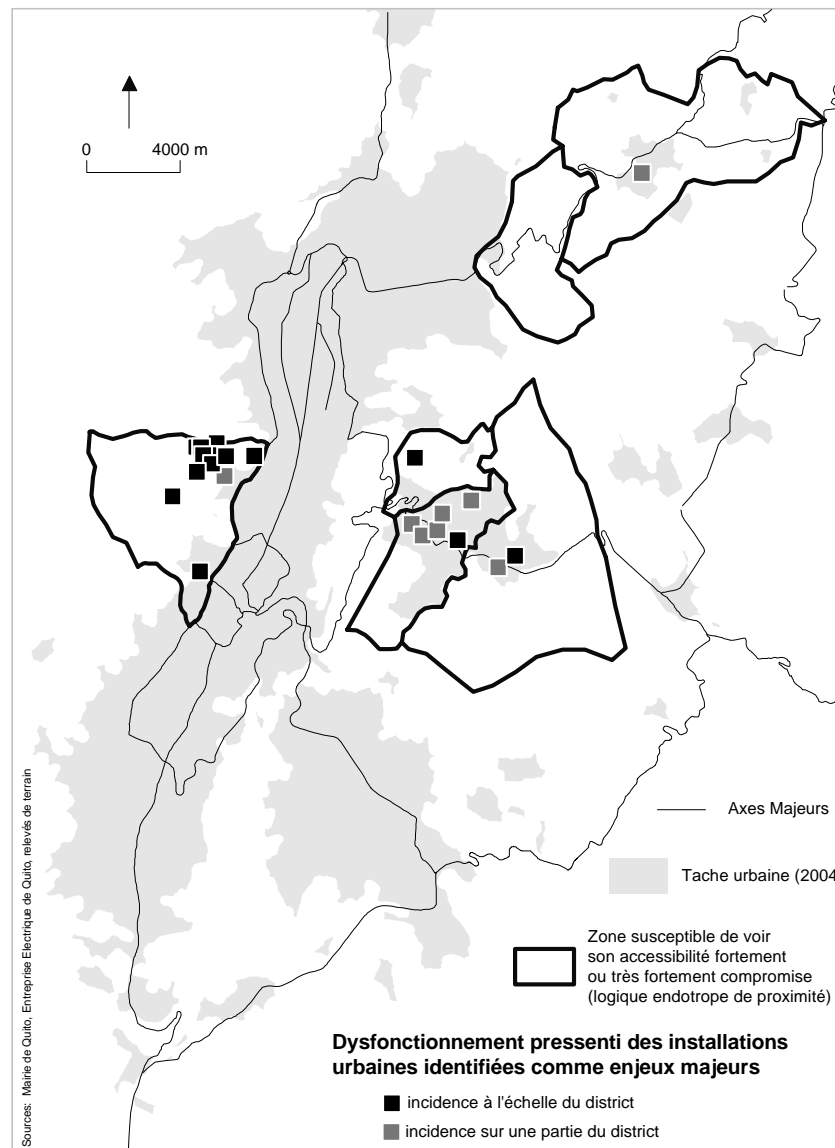 0 4000 m
Axes Majeurs
Tache urbaine (2004
Zone susceptible de voir
son accessibilité fortement
ou très fortement compromise
(logique endotrope de proximité)
Dysfonctionnement pressenti des installations
urbaines identifiées comme enjeux majeurs
incidence à l'échelle du district
incidence sur une partie du district
Sources: Mairie de Quito, Entreprise Electrique de Quito, relevés de terrain